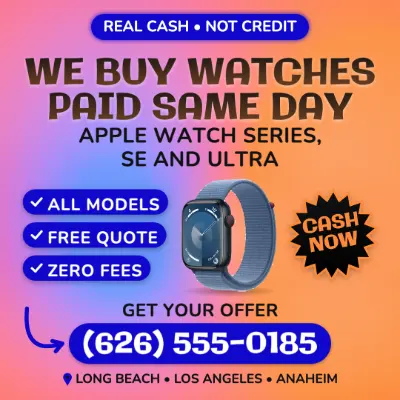 REAL CASH • NOT CREDIT
WE BUY WATCHES
PAID SAME DAY
APPLE WATCH SERIES,
SE AND ULTRA
✓ ALL MODELS
✓ FREE QUOTE
✓ ZERO FEES
CASH
NOW
GET YOUR OFFER
(626) 555-0185
LONG BEACH • LOS ANGELES • ANAHEIM